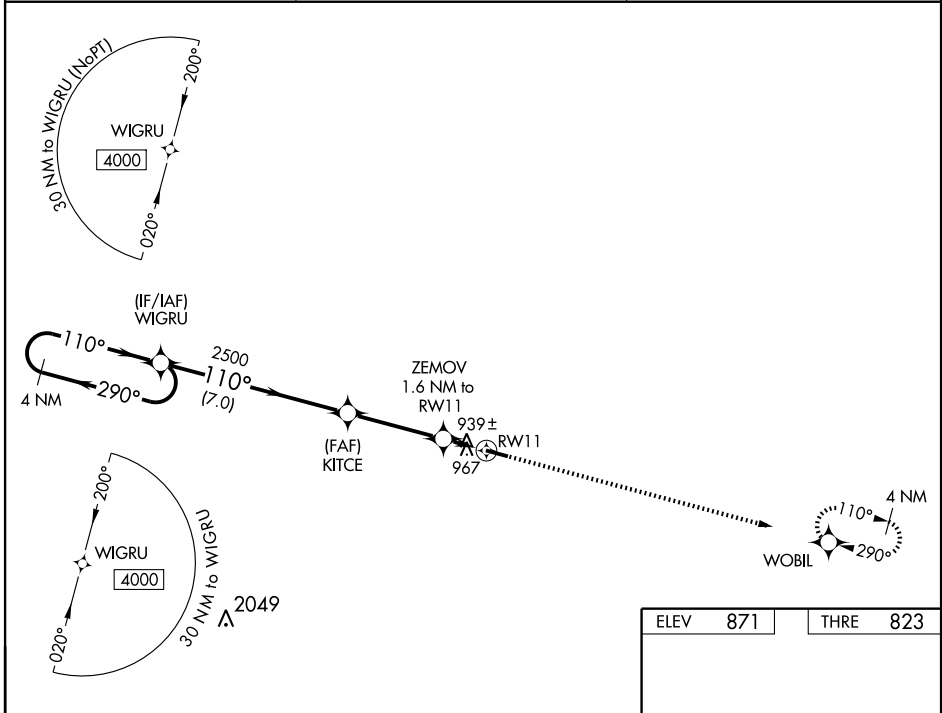 30 NM to WIGRU (NoPT)
200°
WIGRU
4000
020°
(IF/IAF)
WIGRU
110°
290°
4 NM
2500
110°
(7.0)
(FAF)
KITCE
ZEMOV
1.6 NM to
RW11
939±
967
RW11
4 NM
110°
290°
WOBIL
200°
WIGRU
4000
020°
30 NM to WIGRU
2049
ELEV 871
THRE 823